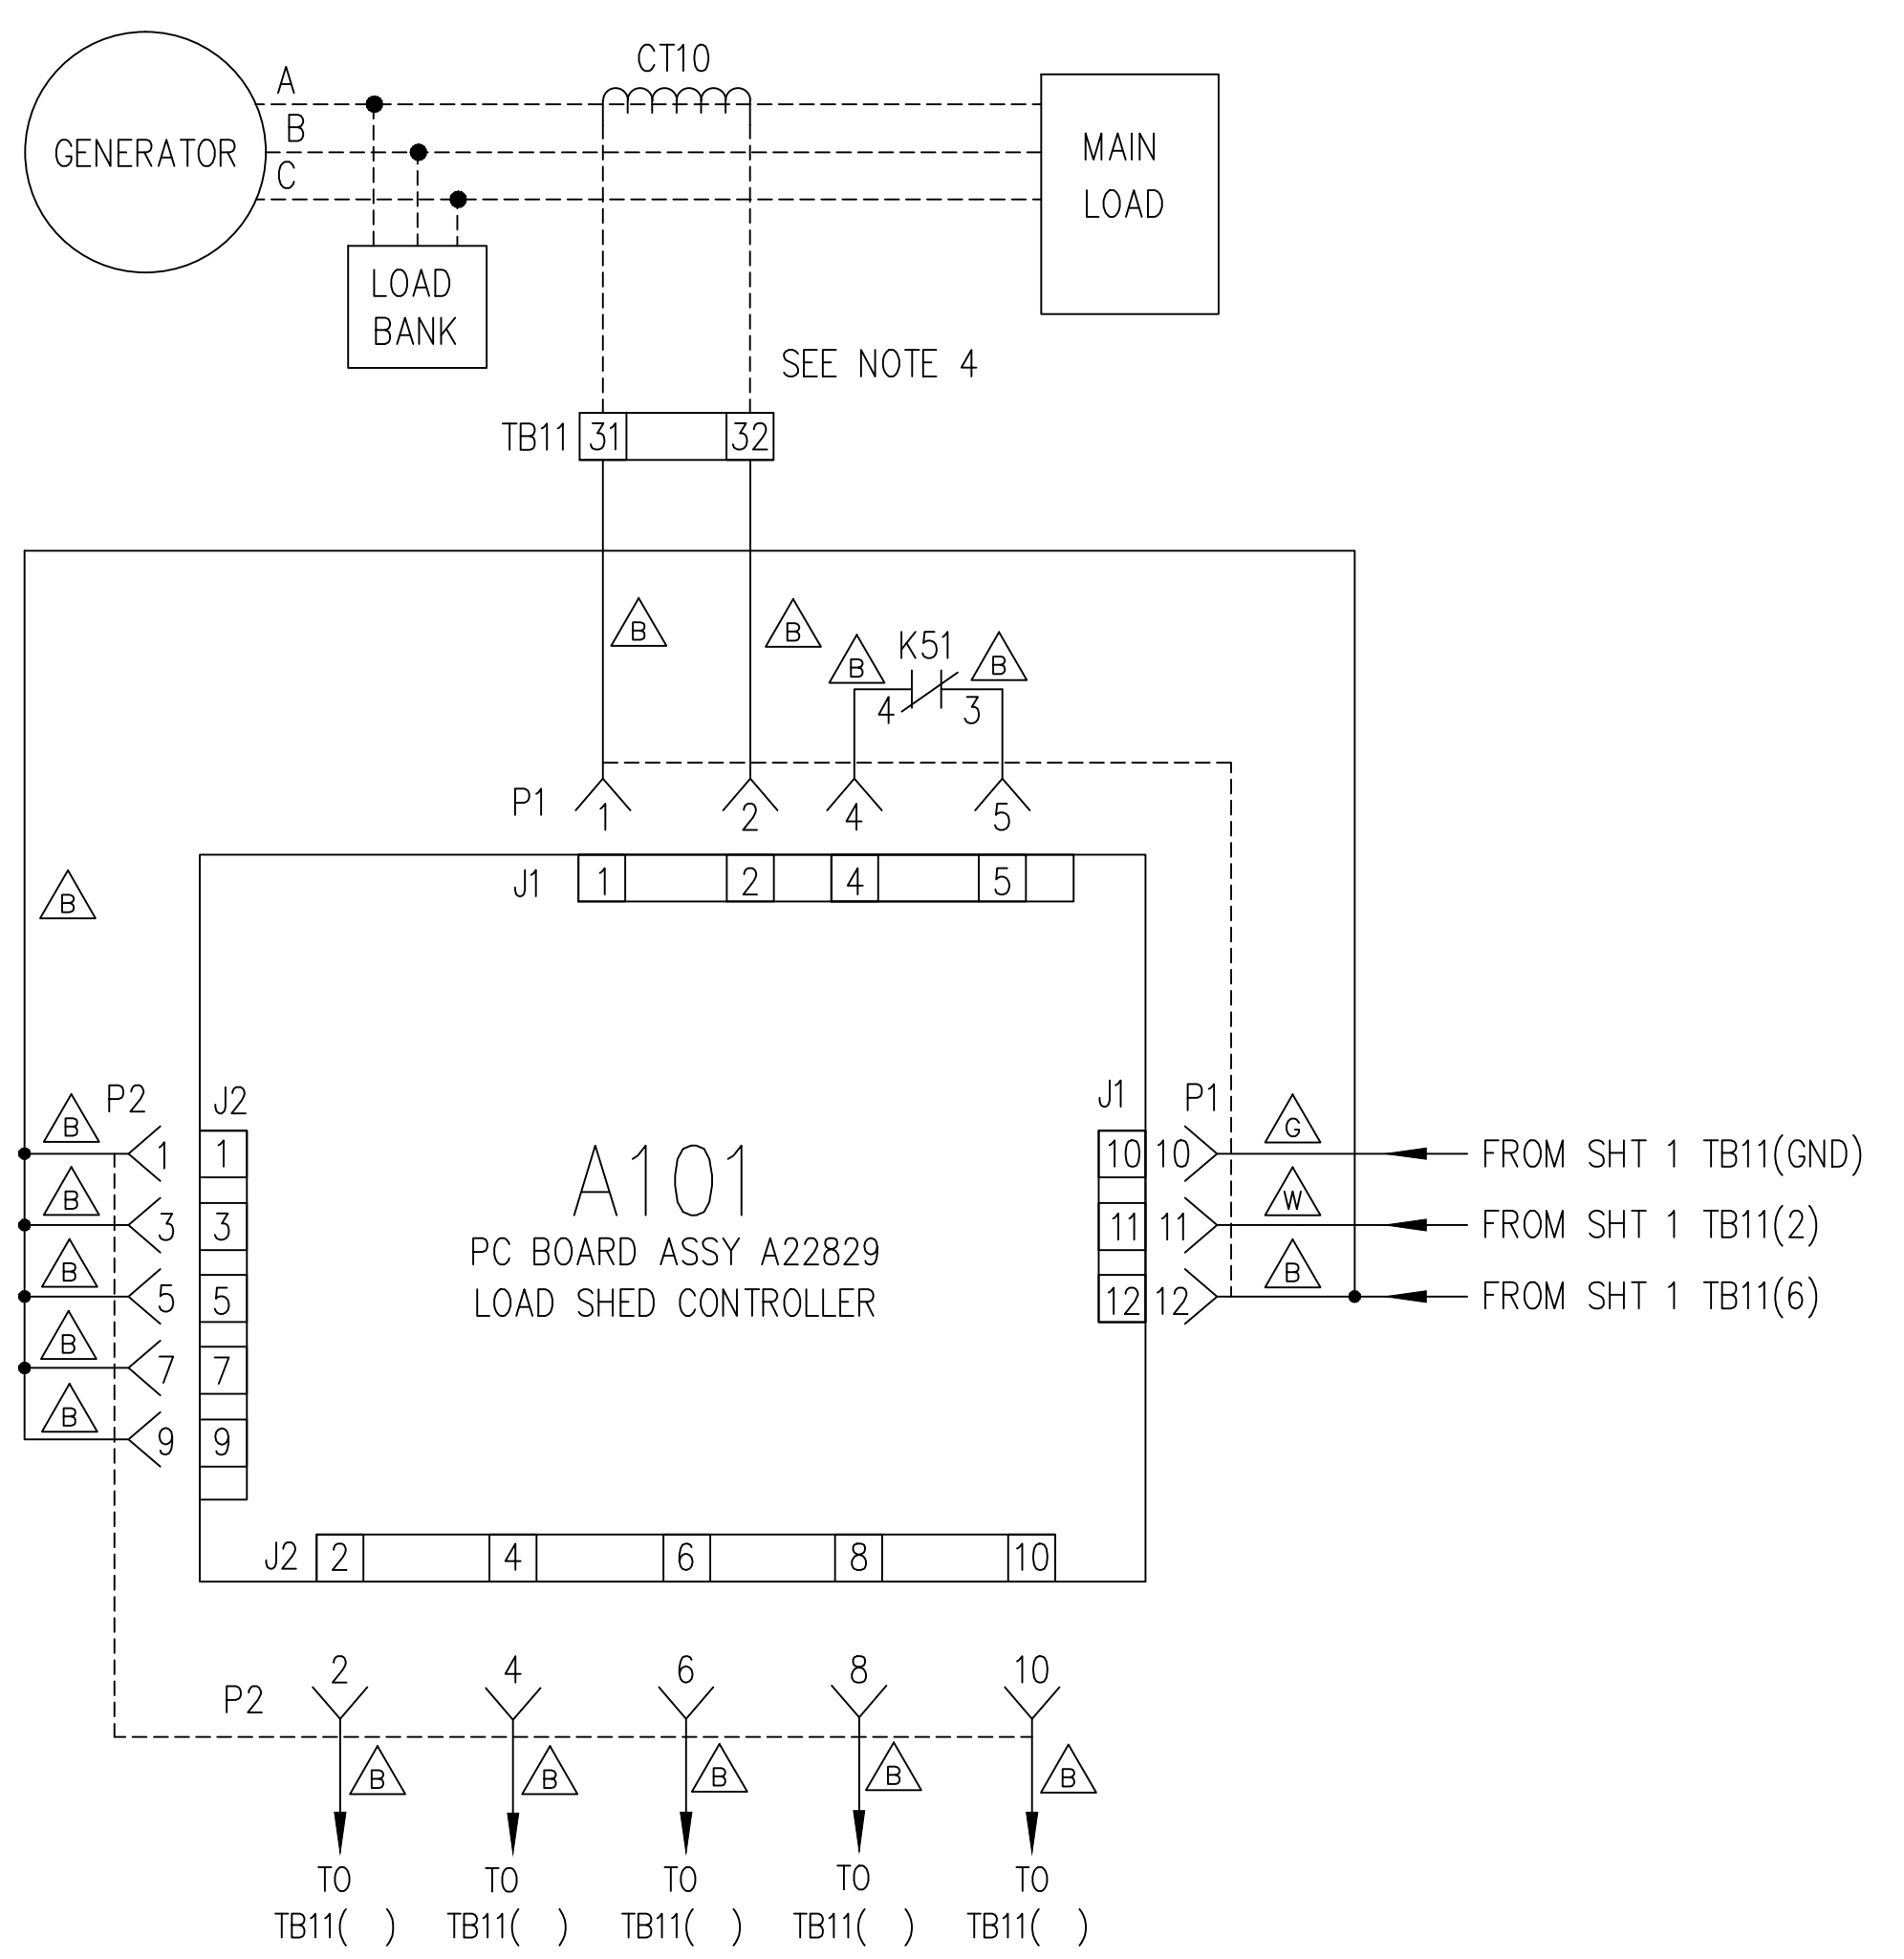 CT10
A
B
C
GENERATOR
MAIN
LOAD
LOAD
BANK
SEE NOTE 4
TB11 31 32
B B
B K51 B
4 3
P1 1 2 4 5
J1 1 2 4 5
B
P2 J2
B 1 1
B 3 3
B 5 5
B 7 7
B 9 9
A101
PC BOARD ASSY A22829
LOAD SHED CONTROLLER
J1 P1
10 10 G FROM SHT 1 TB11(GND)
11 11 W FROM SHT 1 TB11(2)
12 12 B FROM SHT 1 TB11(6)
J2 2 4 6 8 10
2 4 6 8 10
P2
B B B B B
TO TO TO TO TO
TB11( ) TB11( ) TB11( ) TB11( ) TB11( )